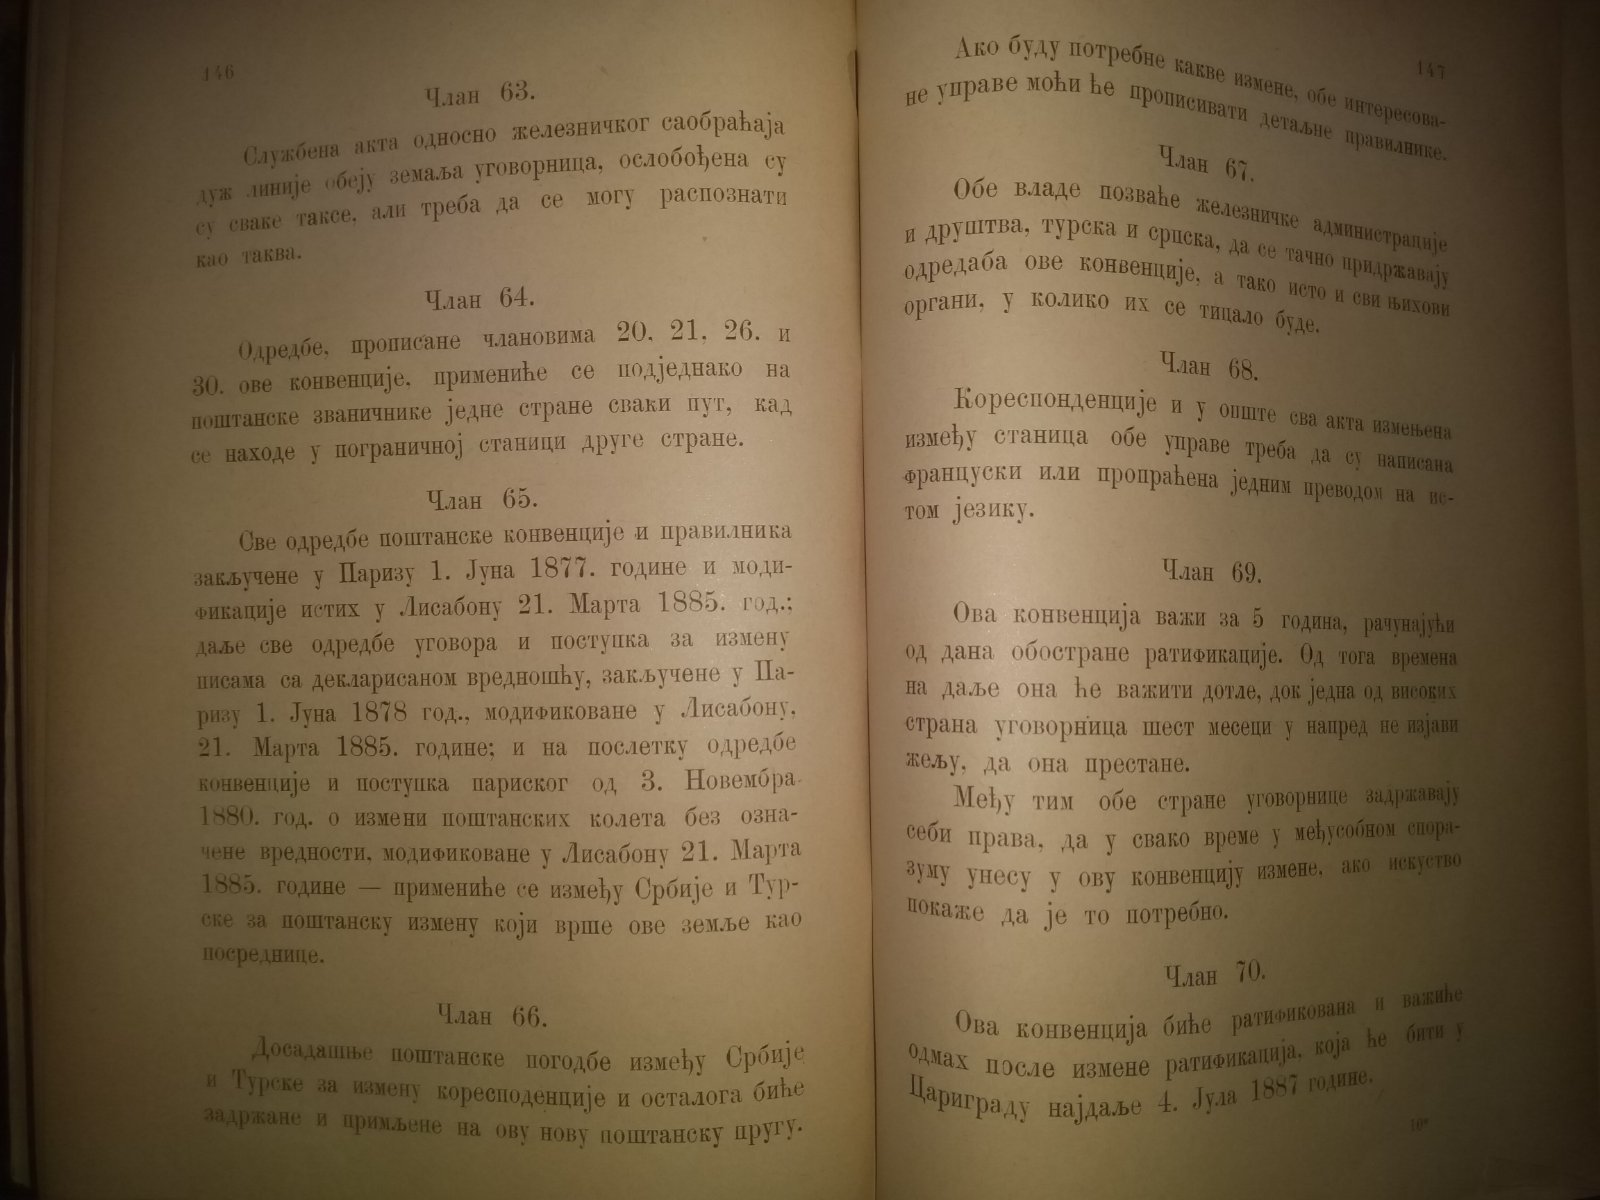 146
Члан 63.
Службена акта односно железничког саобраћаја
дуж линије обеју земаља уговорница, ослобођена су
су сваке таксе, али треба да се могу распознати
као таква.
Члан 64.
Одредбе, прописане члановима 20, 21, 26. и
30. ове конвенције, примениће се подједнако на
поштанске званичнике једне стране сваки пут, кад
се находе у пограничној станици друге стране.
Члан 65.
Све одредбе поштанске конвенције и правилника
закључене у Паризу 1. Јуна 1877. године и моди-
фикације истих у Лисабону 21. Марта 1885. год.;
даље све одредбе уговора и поступка за измену
писама са декларисаном вредношћу, закључене у Па-
ризу 1. Јуна 1878 год., модификоване у Лисабону,
21. Марта 1885. године; и на послетку одредбе
конвенције и поступка париског од 3. Новембра
1880. год. о измени поштанских колета без озна-
чене вредности, модификоване у Лисабону 21. Марта
1885. године — примениће се између Србије и Тур-
ске за поштанску измену који врше ове земље као
посреднице.
Члан 66.
Досадашње поштанске погодбе између Србије
и Турске за измену коресподенције и осталога биће
задржане и примљене на ову нову поштанску пругу.
147
Ако буду потребне какве измене, обе интересова-
не управе моћи ће прописивати детаљне правилнике.
Члан 67.
Обе владе позваће железничке администрације
и друштва, турска и српска, да се тачно придржавају
одредаба ове конвенције, а тако исто и сви њихови
органи, у колико их се тицало буде.
Члан 68.
Кореспонденције и у опште сва акта измењена
између станица обе управе треба да су написана
француски или пропраћена једним преводом на ис-
том језику.
Члан 69.
Ова конвенција важи за 5 година, рачунајући
од дана обостране ратификације. Од тога времена
на даље она ће важити дотле, док једна од високих
страна уговорница шест месеци у напред не изјави
жељу, да она престане.
Међу тим обе стране уговорнице задржавају
себи права, да у свако време у међусобном спора-
зуму унесу у ову конвенцију измене, ако искуство
покаже да је то потребно.
Члан 70.
Ова конвенција биће ратификована и важиће
одмах после измене ратификација, која ће бити у
Цариграду најдаље 4. Јула 1887 године.
10*